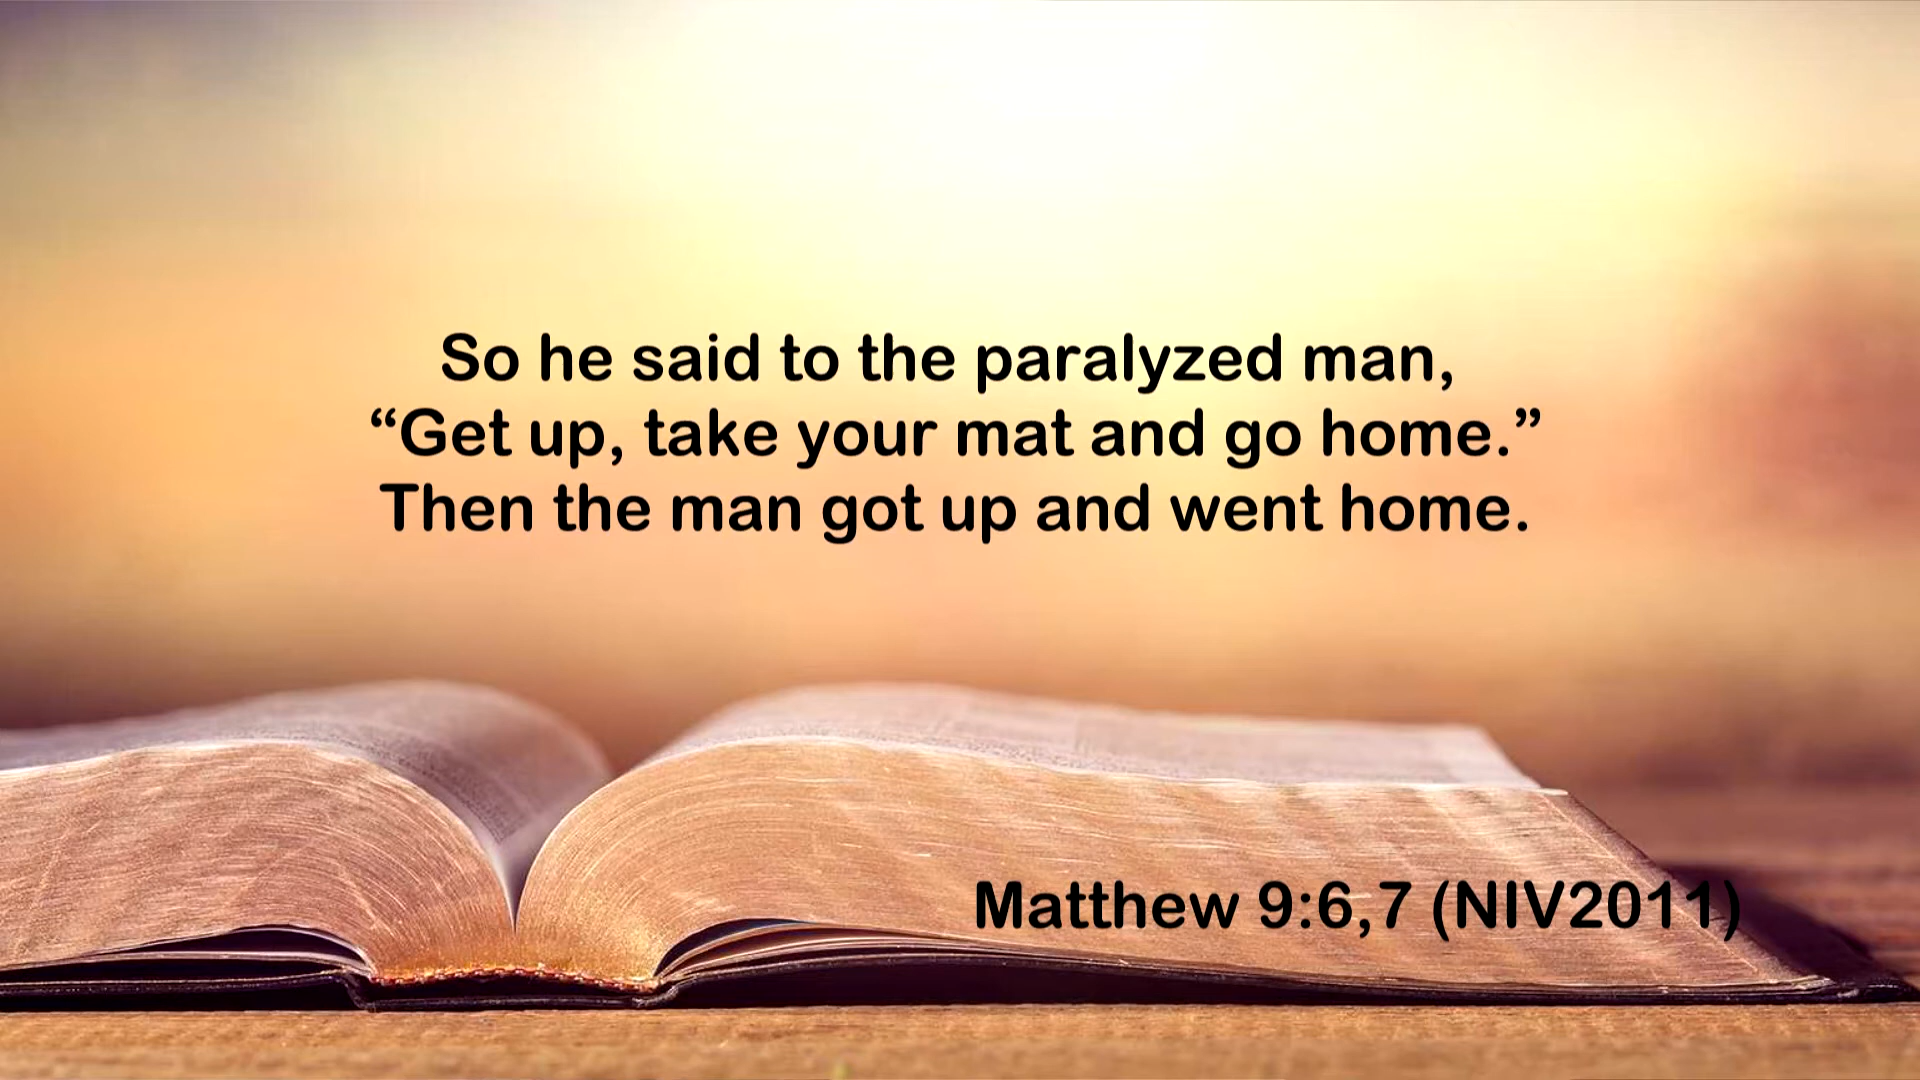 So he said to the paralyzed man,
“Get up, take your mat and go home.”
Then the man got up and went home.
Matthew 9:6,7 (NIV2011)